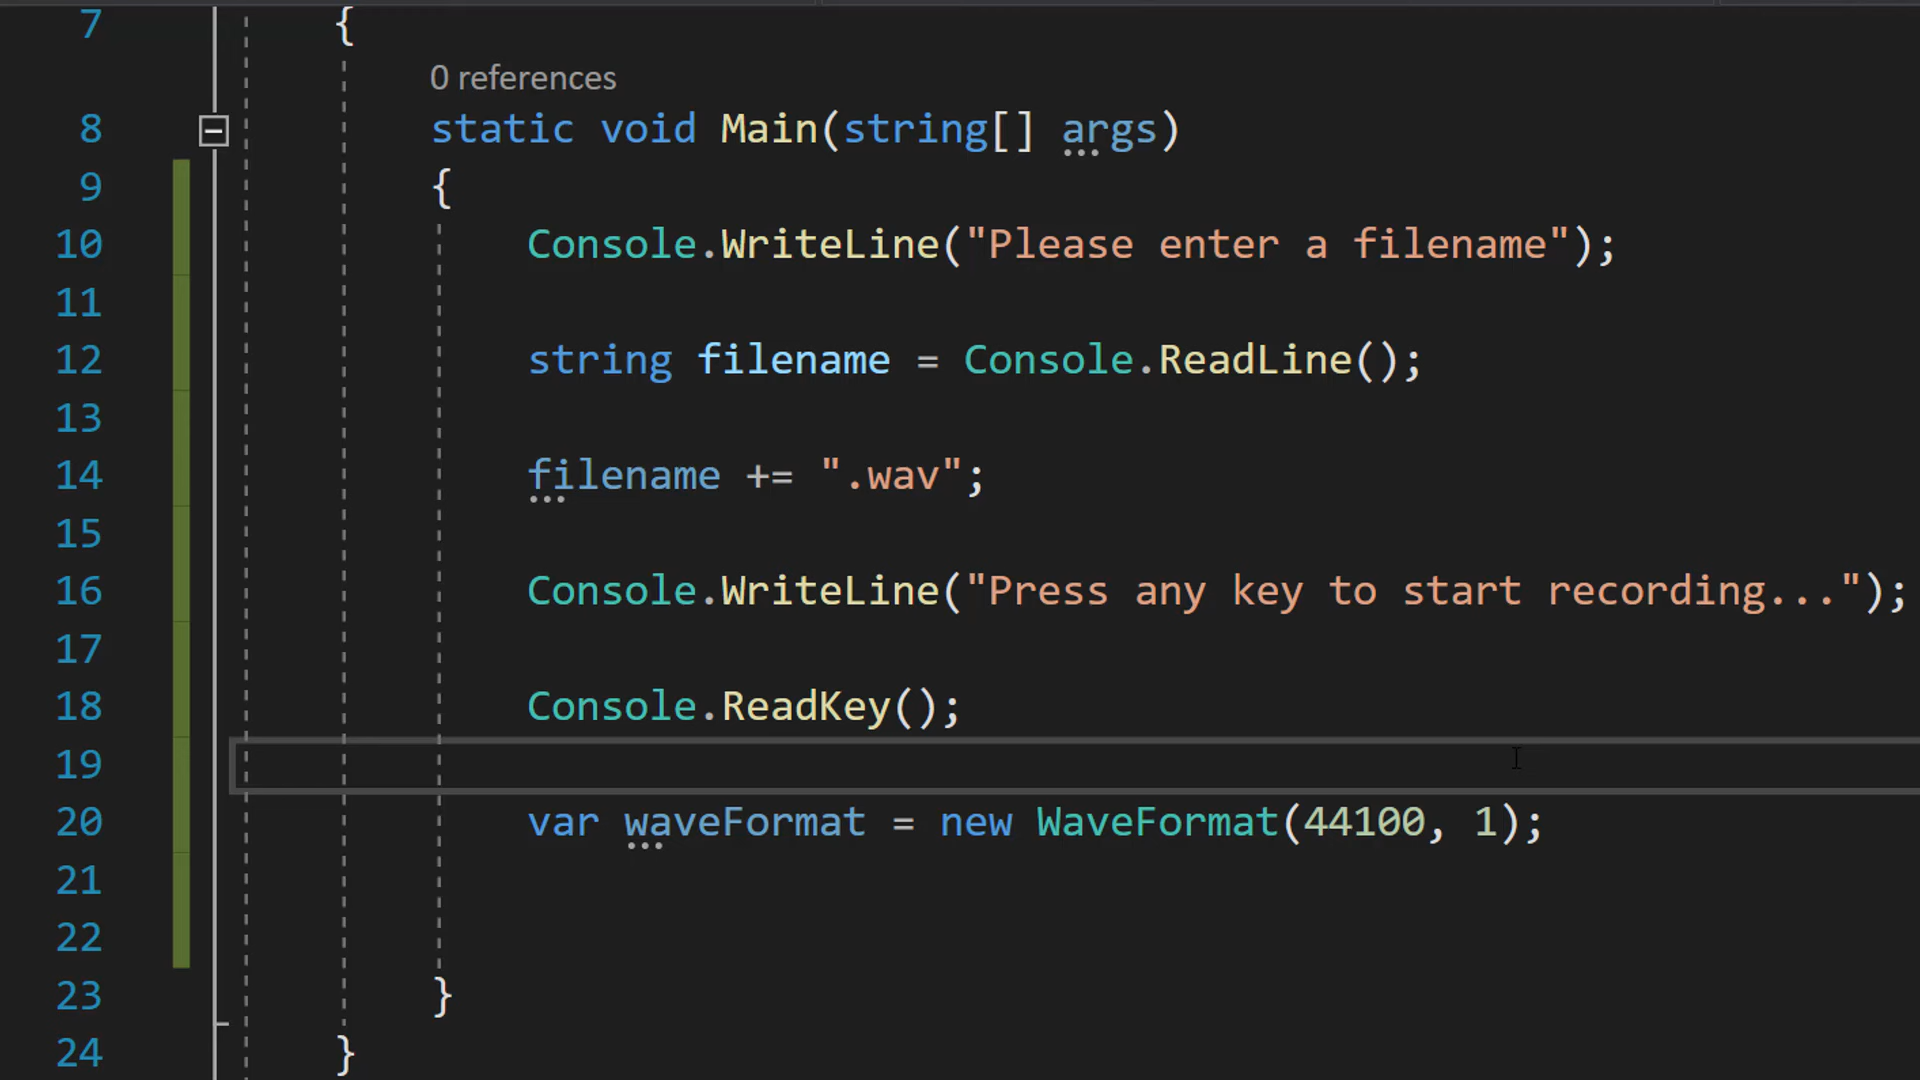 7 {
0 references
8 static void Main(string[] args)
9 {
10 Console.WriteLine("Please enter a filename");
11
12 string filename = Console.ReadLine();
13
14 filename += ".wav";
15
16 Console.WriteLine("Press any key to start recording...");
17
18 Console.ReadKey();
19
20 var waveFormat = new WaveFormat(44100, 1);
21
22
23 }
24 }